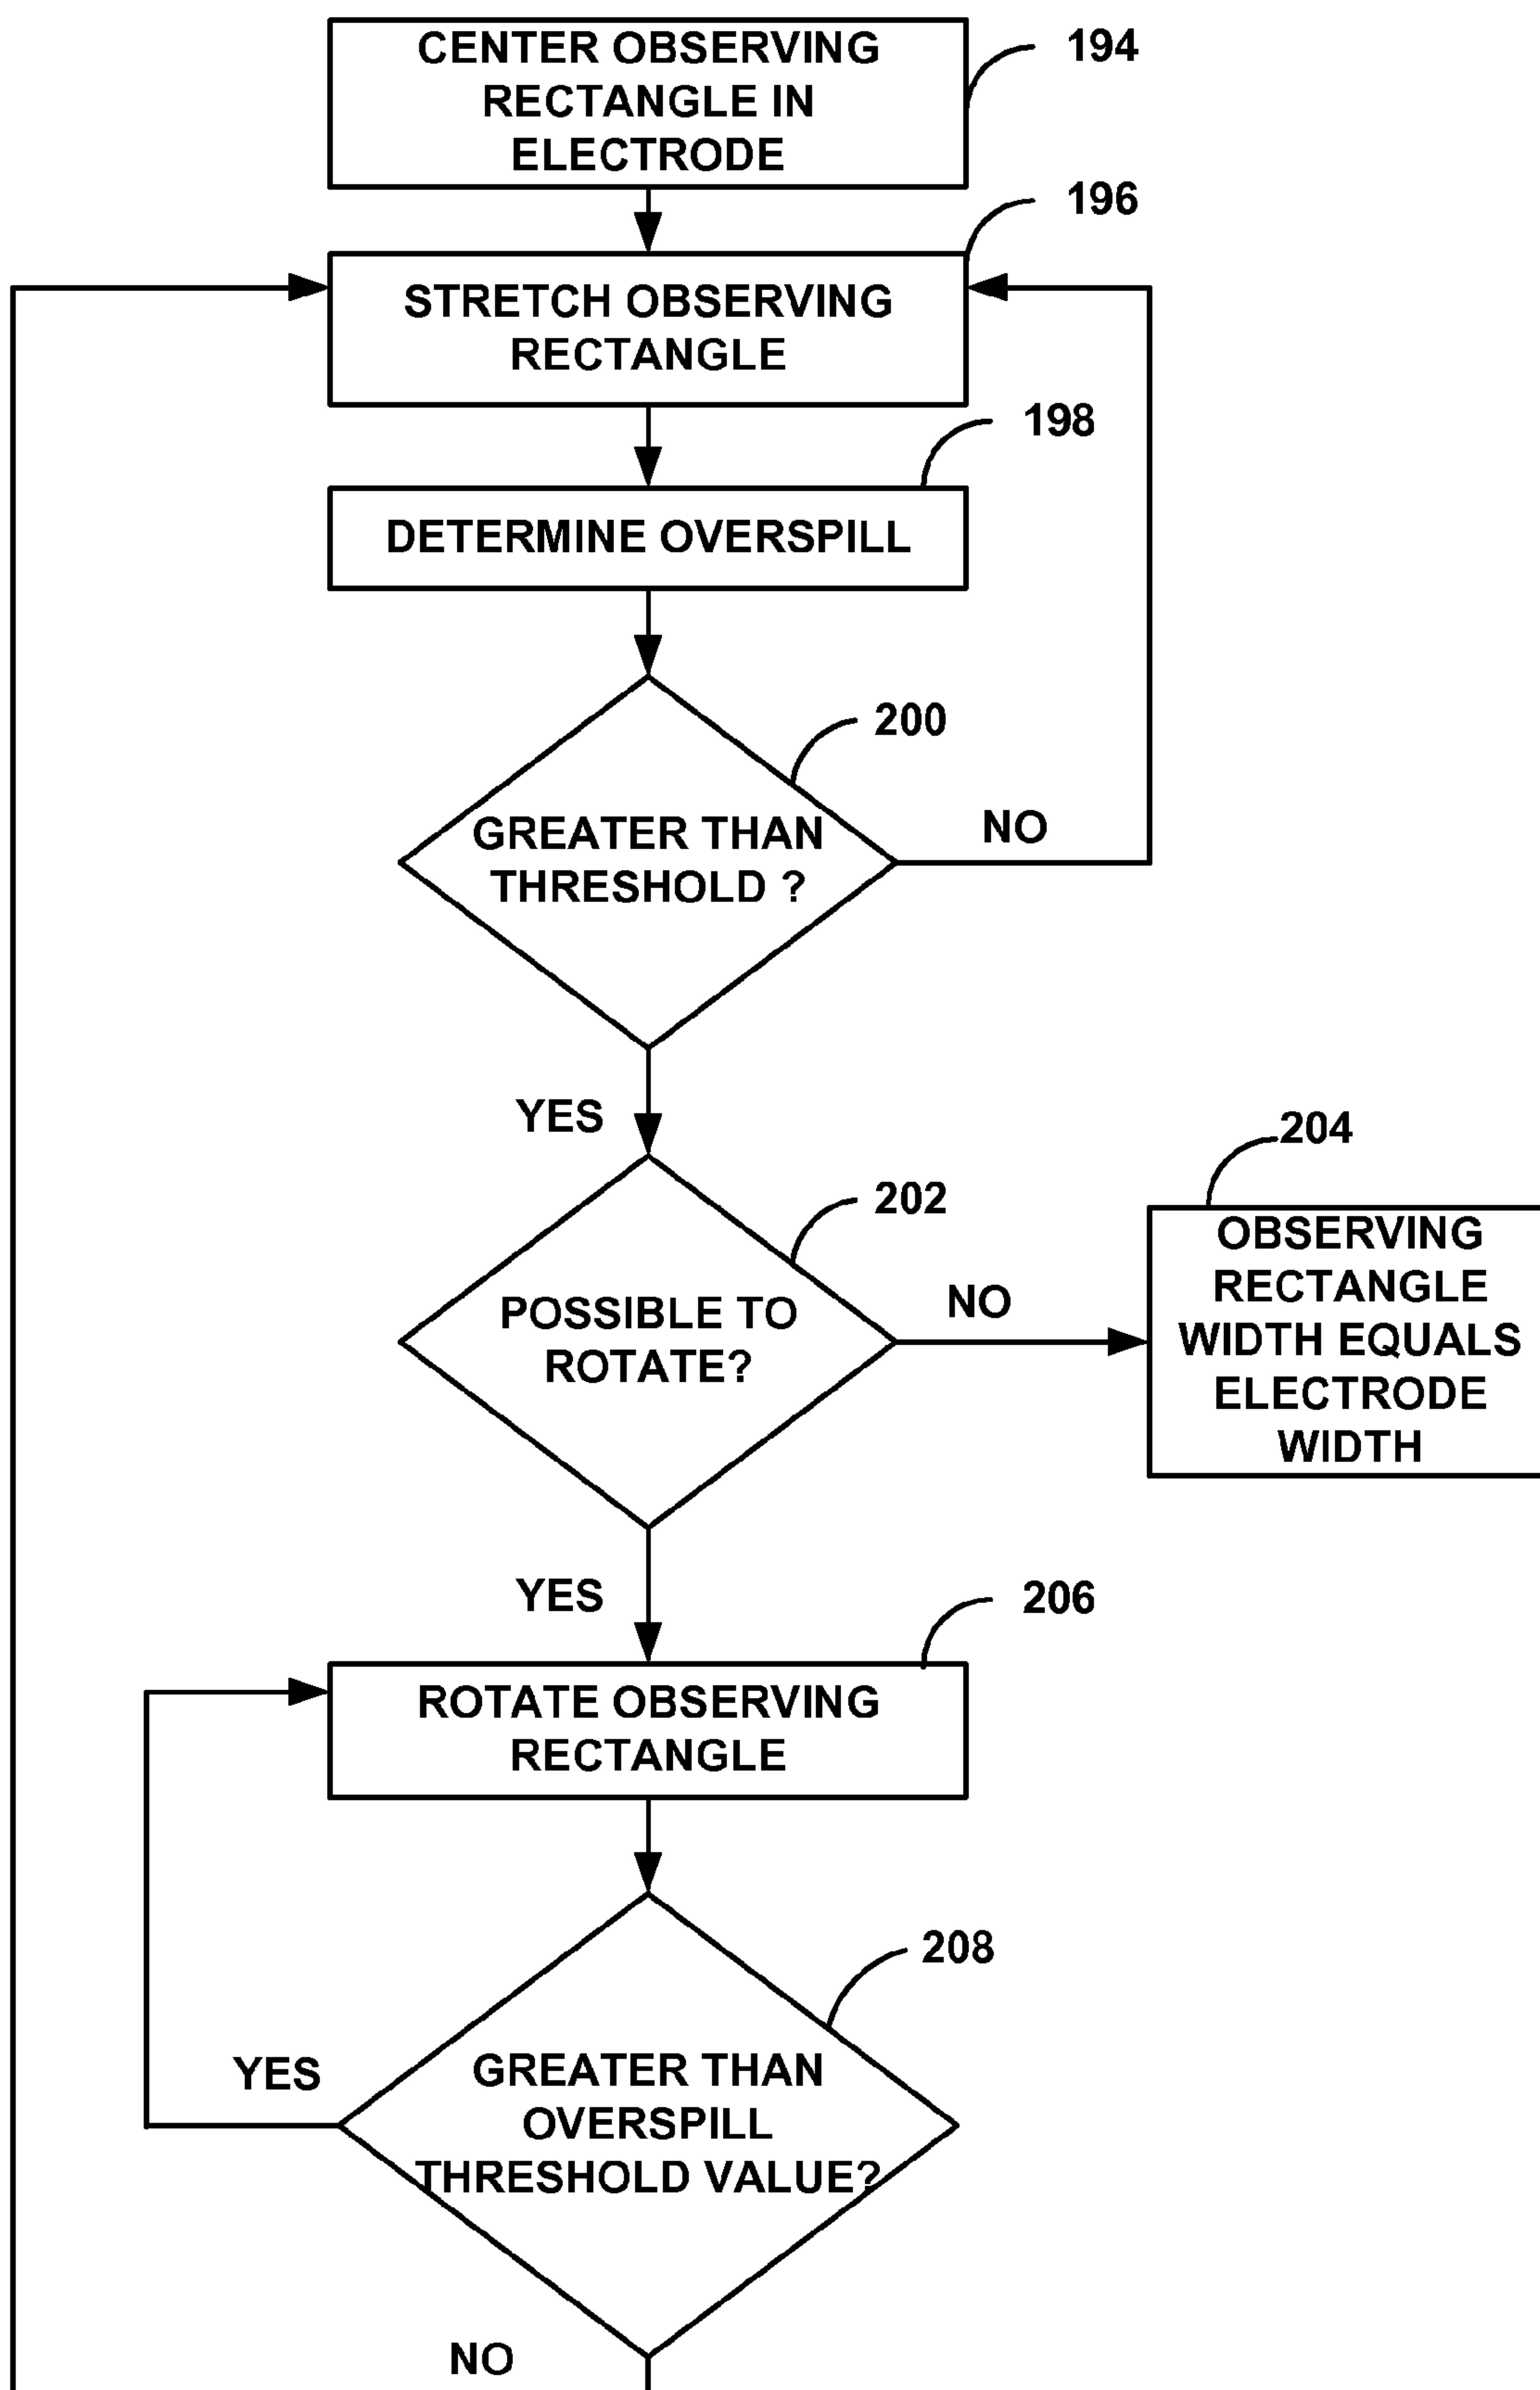 CENTER OBSERVING
RECTANGLE IN
ELECTRODE
194
196
STRETCH OBSERVING
RECTANGLE
198
DETERMINE OVERSPILL
200
GREATER THAN
THRESHOLD ?
NO
YES
202
204
POSSIBLE TO
ROTATE?
NO
OBSERVING
RECTANGLE
WIDTH EQUALS
ELECTRODE
WIDTH
YES
206
ROTATE OBSERVING
RECTANGLE
208
YES
GREATER THAN
OVERSPILL
THRESHOLD VALUE?
NO